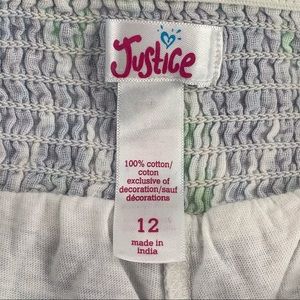 Justice
100% cotton/
coton
exclusive of
decoration/sauf
décorations
12
made in
india